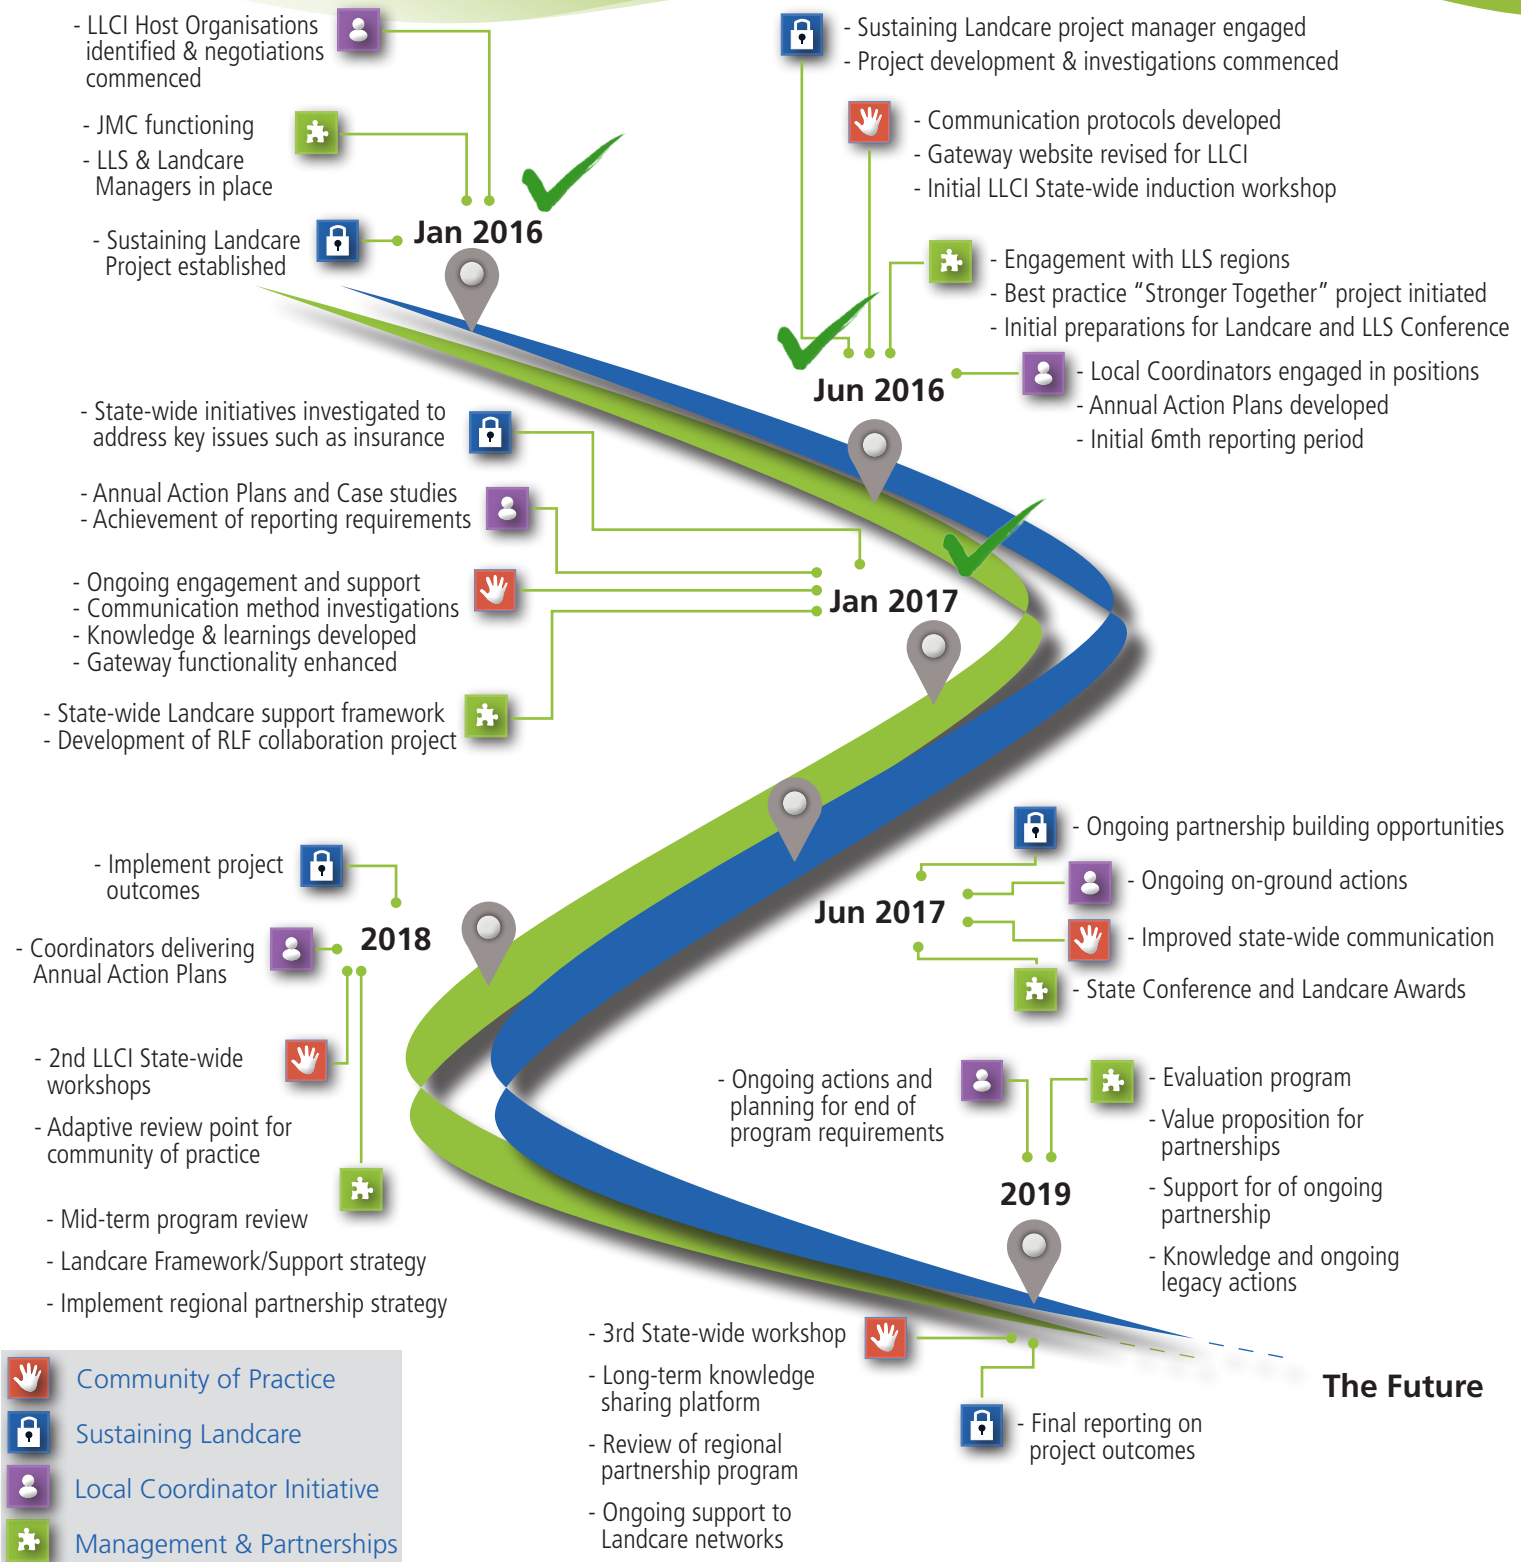 - LLCI Host Organisations
identified & negotiations
commenced
- JMC functioning
- LLS & Landcare
Managers in place
- Sustaining Landcare
Project established
Jan 2016
- Sustaining Landcare project manager engaged
- Project development & investigations commenced
- Communication protocols developed
- Gateway website revised for LLCI
- Initial LLCI State-wide induction workshop
- Engagement with LLS regions
- Best practice “Stronger Together” project initiated
- Initial preparations for Landcare and LLS Conference
Jun 2016
- Local Coordinators engaged in positions
- Annual Action Plans developed
- Initial 6mth reporting period
- State-wide initiatives investigated to
address key issues such as insurance
- Annual Action Plans and Case studies
- Achievement of reporting requirements
- Ongoing engagement and support
- Communication method investigations
- Knowledge & learnings developed
- Gateway functionality enhanced
Jan 2017
- State-wide Landcare support framework
- Development of RLF collaboration project
- Ongoing partnership building opportunities
- Ongoing on-ground actions
Jun 2017
- Improved state-wide communication
- State Conference and Landcare Awards
- Implement project
outcomes
2018
- Coordinators delivering
Annual Action Plans
- 2nd LLCI State-wide
workshops
- Adaptive review point for
community of practice
- Mid-term program review
- Landcare Framework/Support strategy
- Implement regional partnership strategy
- Ongoing actions and
planning for end of
program requirements
- Evaluation program
- Value proposition for
partnerships
- Support for of ongoing
partnership
- Knowledge and ongoing
legacy actions
2019
- 3rd State-wide workshop
- Long-term knowledge
sharing platform
- Review of regional
partnership program
- Ongoing support to
Landcare networks
- Final reporting on
project outcomes
The Future
Community of Practice
Sustaining Landcare
Local Coordinator Initiative
Management & Partnerships